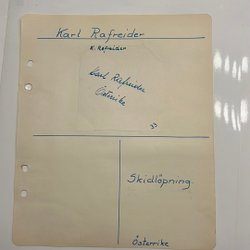 Karl Rafreider
K. Rafreider
Karl Rafreider
Österrike
Skidlöpning
Österrike